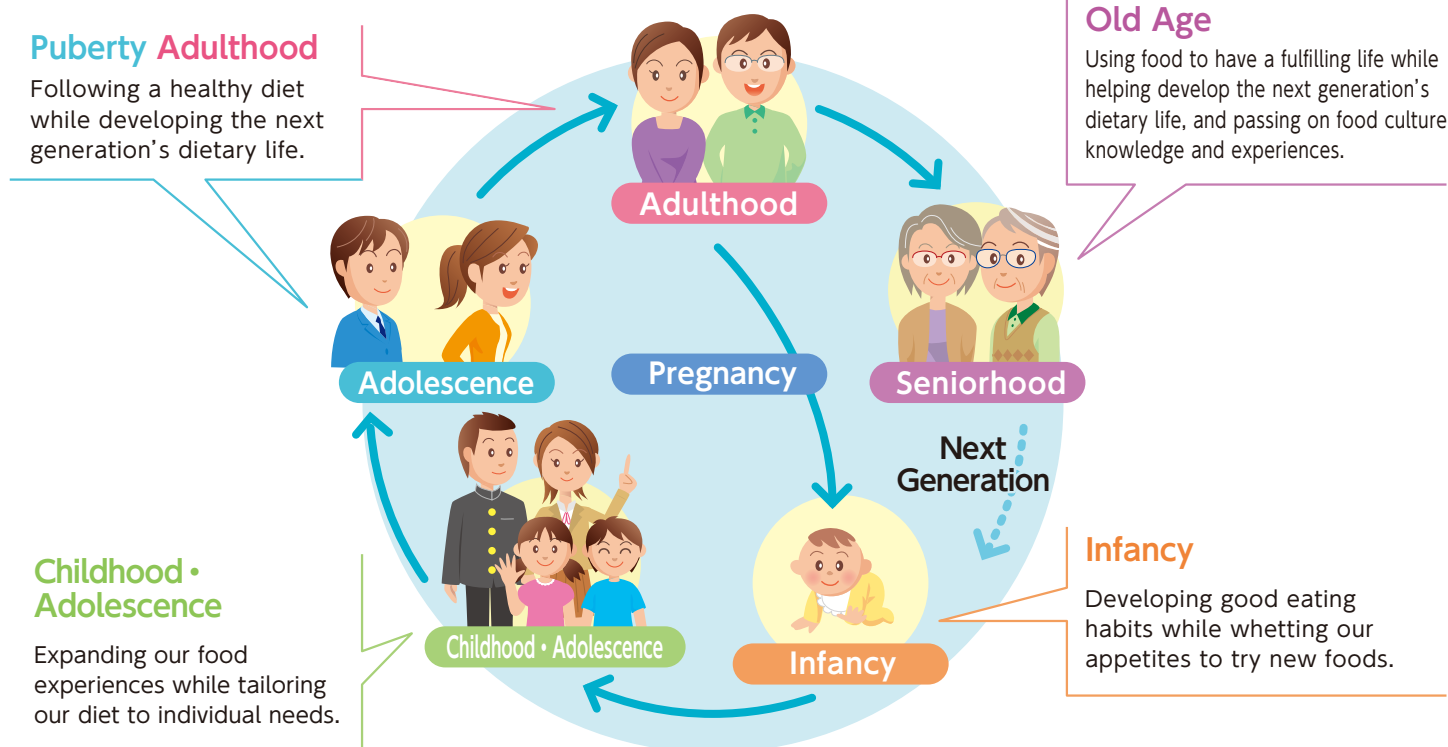 Puberty Adulthood
Following a healthy diet
while developing the next
generation's dietary life.
Old Age
Using food to have a fulfilling life while
helping develop the next generation's
dietary life, and passing on food culture
knowledge and experiences.
Adulthood
Adolescence
Pregnancy
Seniorhood
Next
Generation
Childhood •
Adolescence
Expanding our food
experiences while tailoring
our diet to individual needs.
Childhood • Adolescence
Infancy
Infancy
Developing good eating
habits while whetting our
appetites to try new foods.